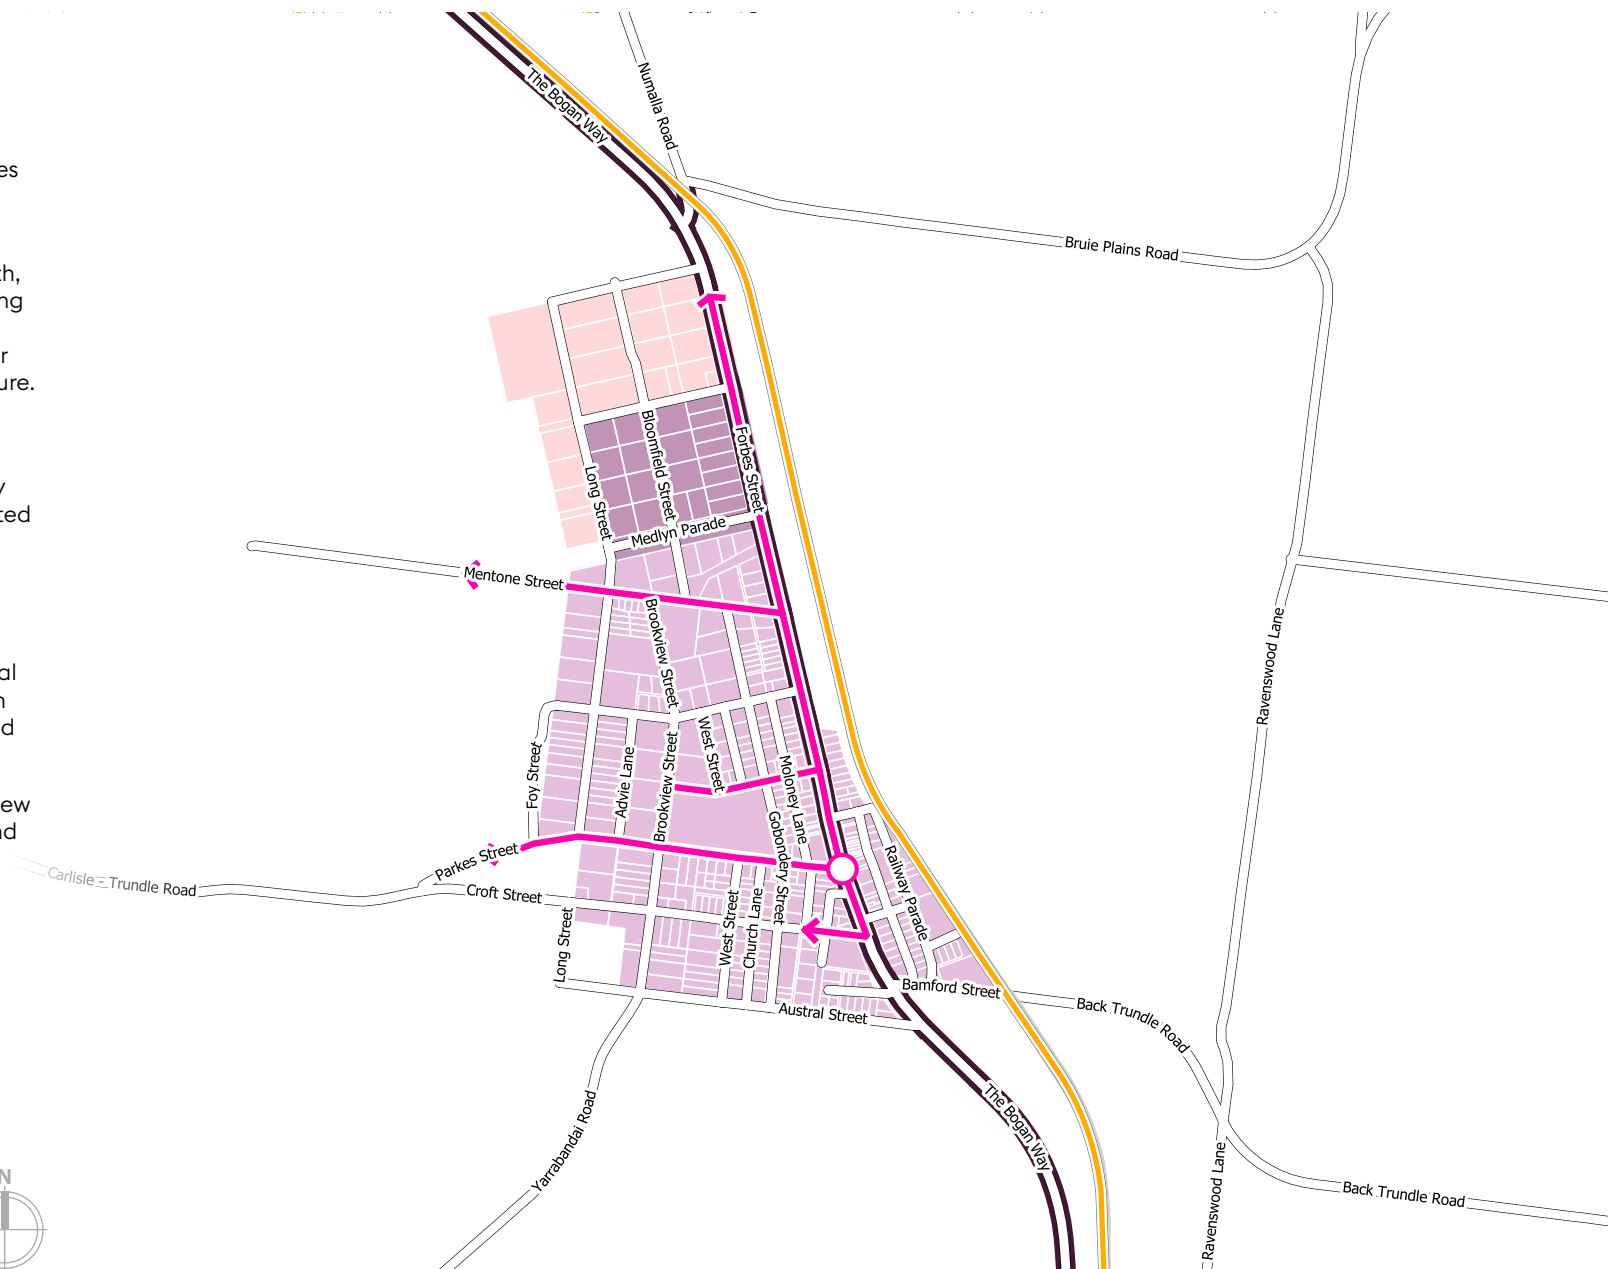 The Bogan Way
Numalla Road
es
Bruie Plains Road
th,
ng
r
ure.
Forbes Street
Bloomfield Street
Long Street
y
ted
Medlyn Parade
Mentone Street
Brookview Street
Ravenswood Lane
al
n
d
West Street
Brookview Street
Foy Street
Advie Lane
Moloney Lane
ew
nd
Gobondery Street
Railway Parade
Parkes Street
Carlisle - Trundle Road
Croft Street
West Street
Church Lane
Long Street
Bamford Street
Back Trundle Road
Austral Street
The Bogan Way
Yarrabandai Road
N
Ravenswood Lane
Back Trundle Road